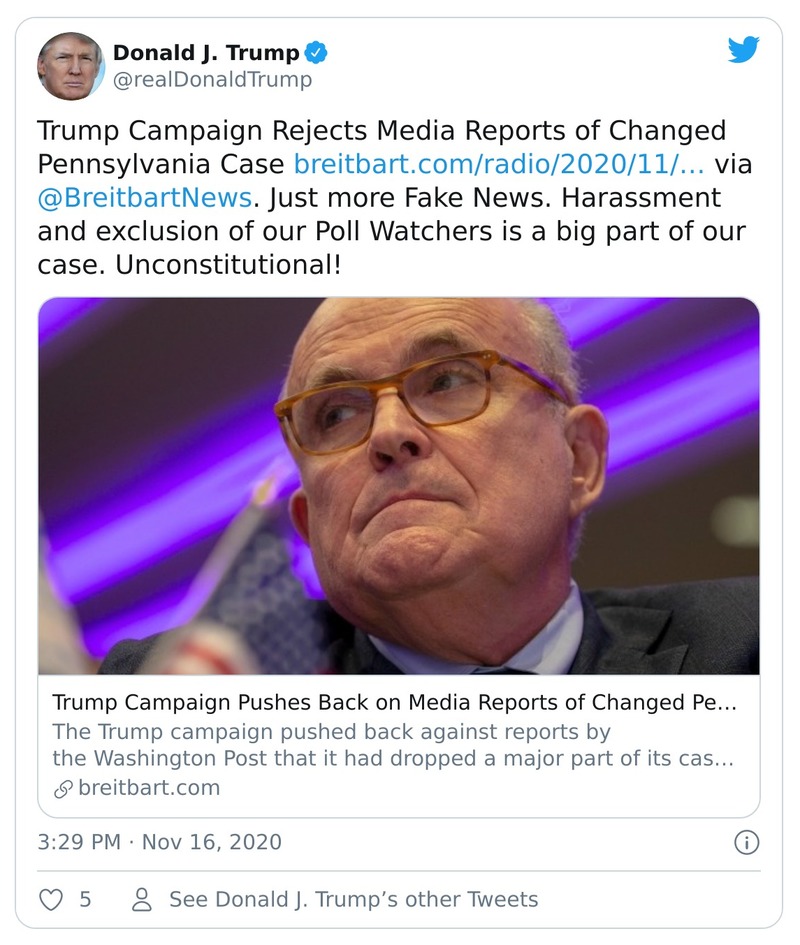 Donald J. Trump
@realDonaldTrump
Trump Campaign Rejects Media Reports of Changed
Pennsylvania Case breitbart.com/radio/2020/11/… via
@BreitbartNews. Just more Fake News. Harassment
and exclusion of our Poll Watchers is a big part of our
case. Unconstitutional!
Trump Campaign Pushes Back on Media Reports of Changed Pe…
The Trump campaign pushed back against reports by
the Washington Post that it had dropped a major part of its cas…
breitbart.com
3:29 PM · Nov 16, 2020
5
See Donald J. Trump’s other Tweets